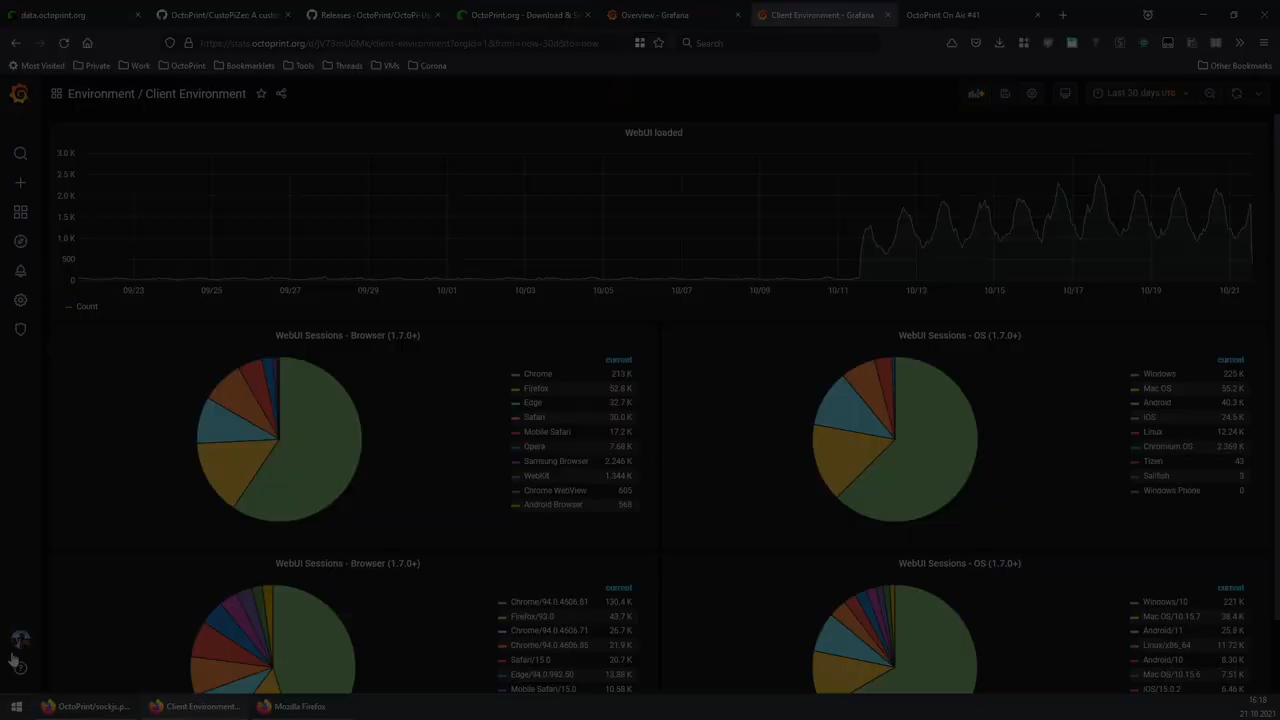 data.octoprint.org
OctoPrint/CustoPiZer: A custom
Releases · OctoPrint/OctoPi-Up
OctoPrint.org - Download & Se
Overview - Grafana
Client Environment - Grafana
OctoPrint On Air #41
Search
Most Visited
Private
Work
OctoPrint
Bookmarklets
Tools
Threads
VMs
Corona
Other Bookmarks
Environment / Client Environment
Last 30 days UTC
WebUI loaded
3.0 K
2.5 K
2.0 K
1.5 K
1.0 K
500
0
09/23 09/25 09/27 09/29 10/01 10/03 10/05 10/07 10/09 10/11 10/13 10/15 10/17 10/19 10/21
Count
WebUI Sessions - Browser (1.7.0+)
current
Chrome 213 K
Firefox 52.8 K
Edge 32.7 K
Safari 30.0 K
Mobile Safari 17.2 K
Opera 7.68 K
Samsung Browser 2.246 K
WebKit 1.344 K
Chrome WebView 605
Android Browser 568
WebUI Sessions - OS (1.7.0+)
current
Windows 225 K
Mac OS 55.2 K
Android 40.3 K
iOS 24.5 K
Linux 12.24 K
Chromium OS 2.369 K
Tizen 43
Sailfish 3
Windows Phone 0
WebUI Sessions - Browser (1.7.0+)
current
Chrome/94.0.4606.81 130.4 K
Firefox/93.0 43.7 K
Chrome/94.0.4606.71 26.7 K
Chrome/94.0.4606.85 21.9 K
Safari/15.0 20.7 K
Edge/94.0.992.50 13.88 K
Mobile Safari/15.0 10.58 K
WebUI Sessions - OS (1.7.0+)
current
Windows/10 221 K
Mac OS/10.15.7 38.4 K
Android/11 25.8 K
Linux/x86_64 11.72 K
Android/10 8.30 K
Mac OS/10.15.6 7.51 K
iOS/15.0.2 6.46 K
OctoPrint/sockjs.p...
Client Environment...
Mozilla Firefox
16:18
21.10.2021